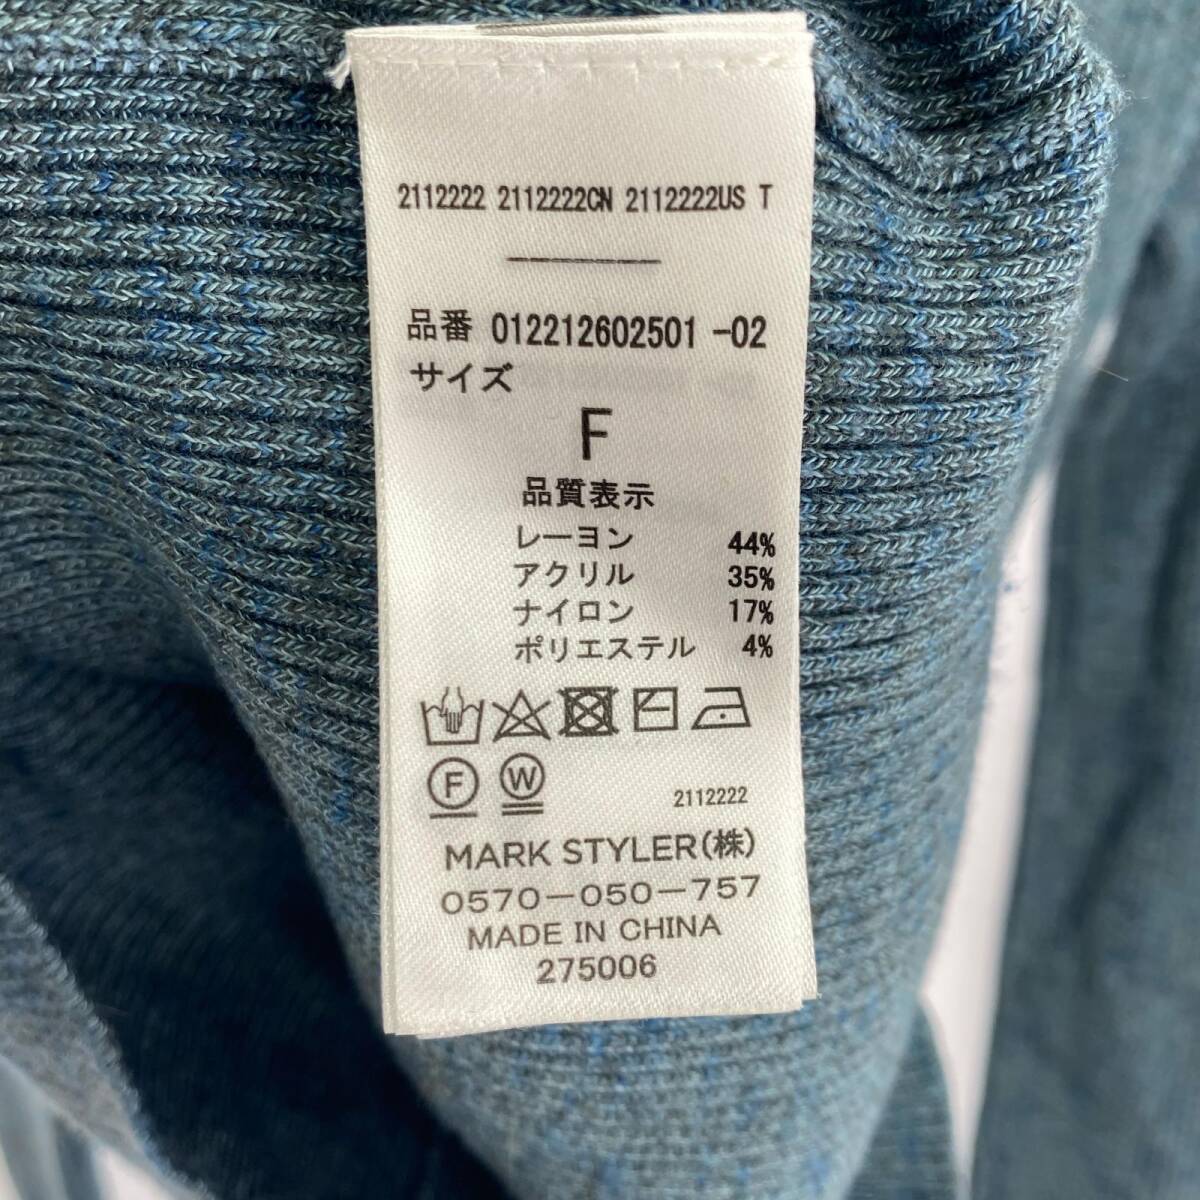 2112222 2112222CN 2112222US T
品番 012212602501 -02
サイズ
F
品質表示
レーヨン 44%
アクリル 35%
ナイロン 17%
ポリエステル 4%
F W
2112222
MARK STYLER(株)
0570-050-757
MADE IN CHINA
275006